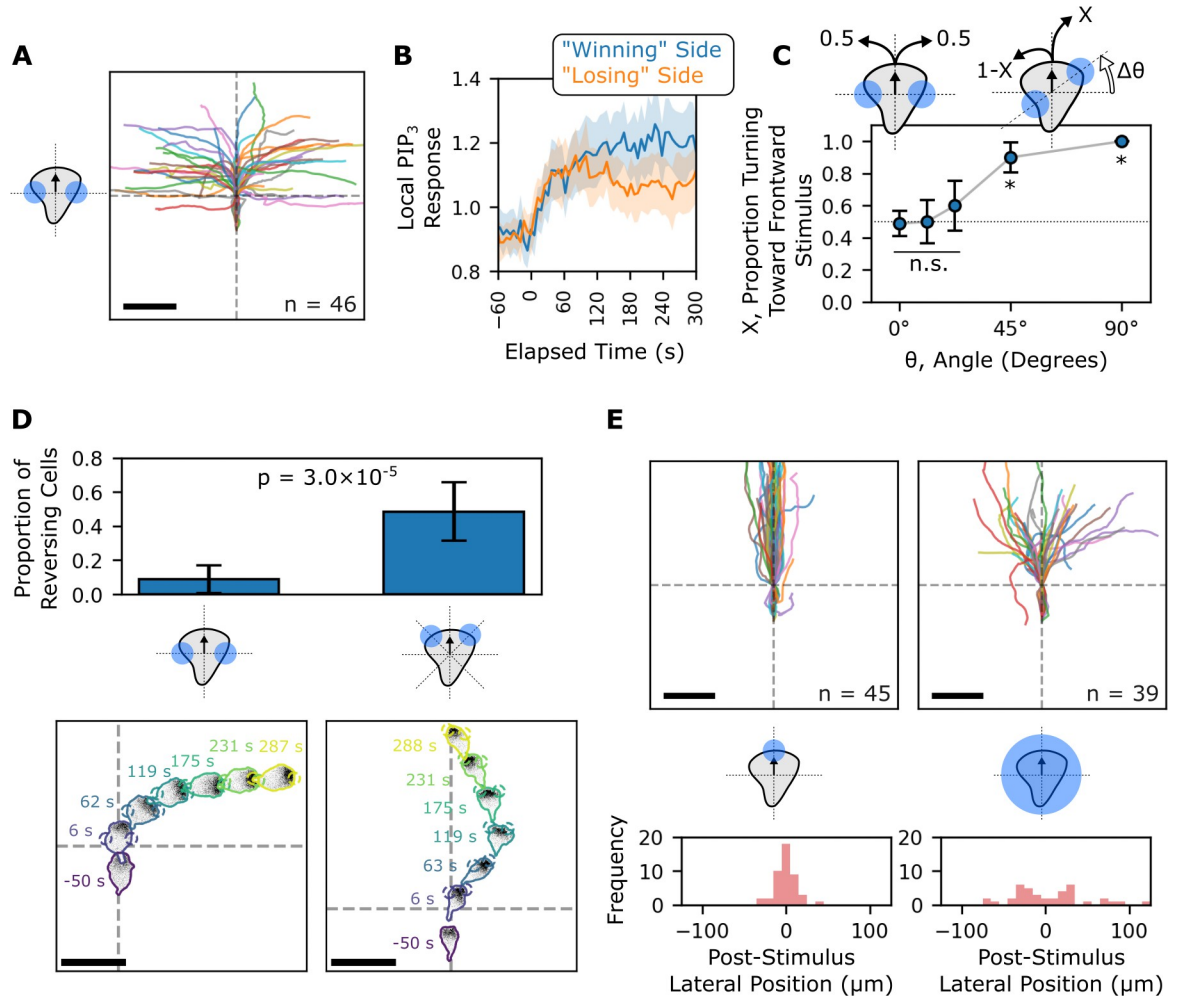 A
n = 46
B
"Winning" Side
"Losing" Side
1.4
1.2
1.0
0.8
Local PIP₃
Response
−60
0
60
120
180
240
300
Elapsed Time (s)
C
0.5
0.5
X
1-X
Δθ
X, Proportion Turning
Toward Frontward
Stimulus
1.0
0.8
0.6
0.4
0.2
0.0
*
*
n.s.
0°
45°
90°
θ, Angle (Degrees)
D
Proportion of
Reversing Cells
0.8
0.6
0.4
0.2
0.0
p = 3.0×10⁻⁵
231 s
287 s
175 s
119 s
62 s
6 s
-50 s
288 s
231 s
175 s
119 s
63 s
6 s
-50 s
E
n = 45
n = 39
Frequency
20
10
0
−100
0
100
Post-Stimulus
Lateral Position (µm)
20
10
0
−100
0
100
Post-Stimulus
Lateral Position (µm)